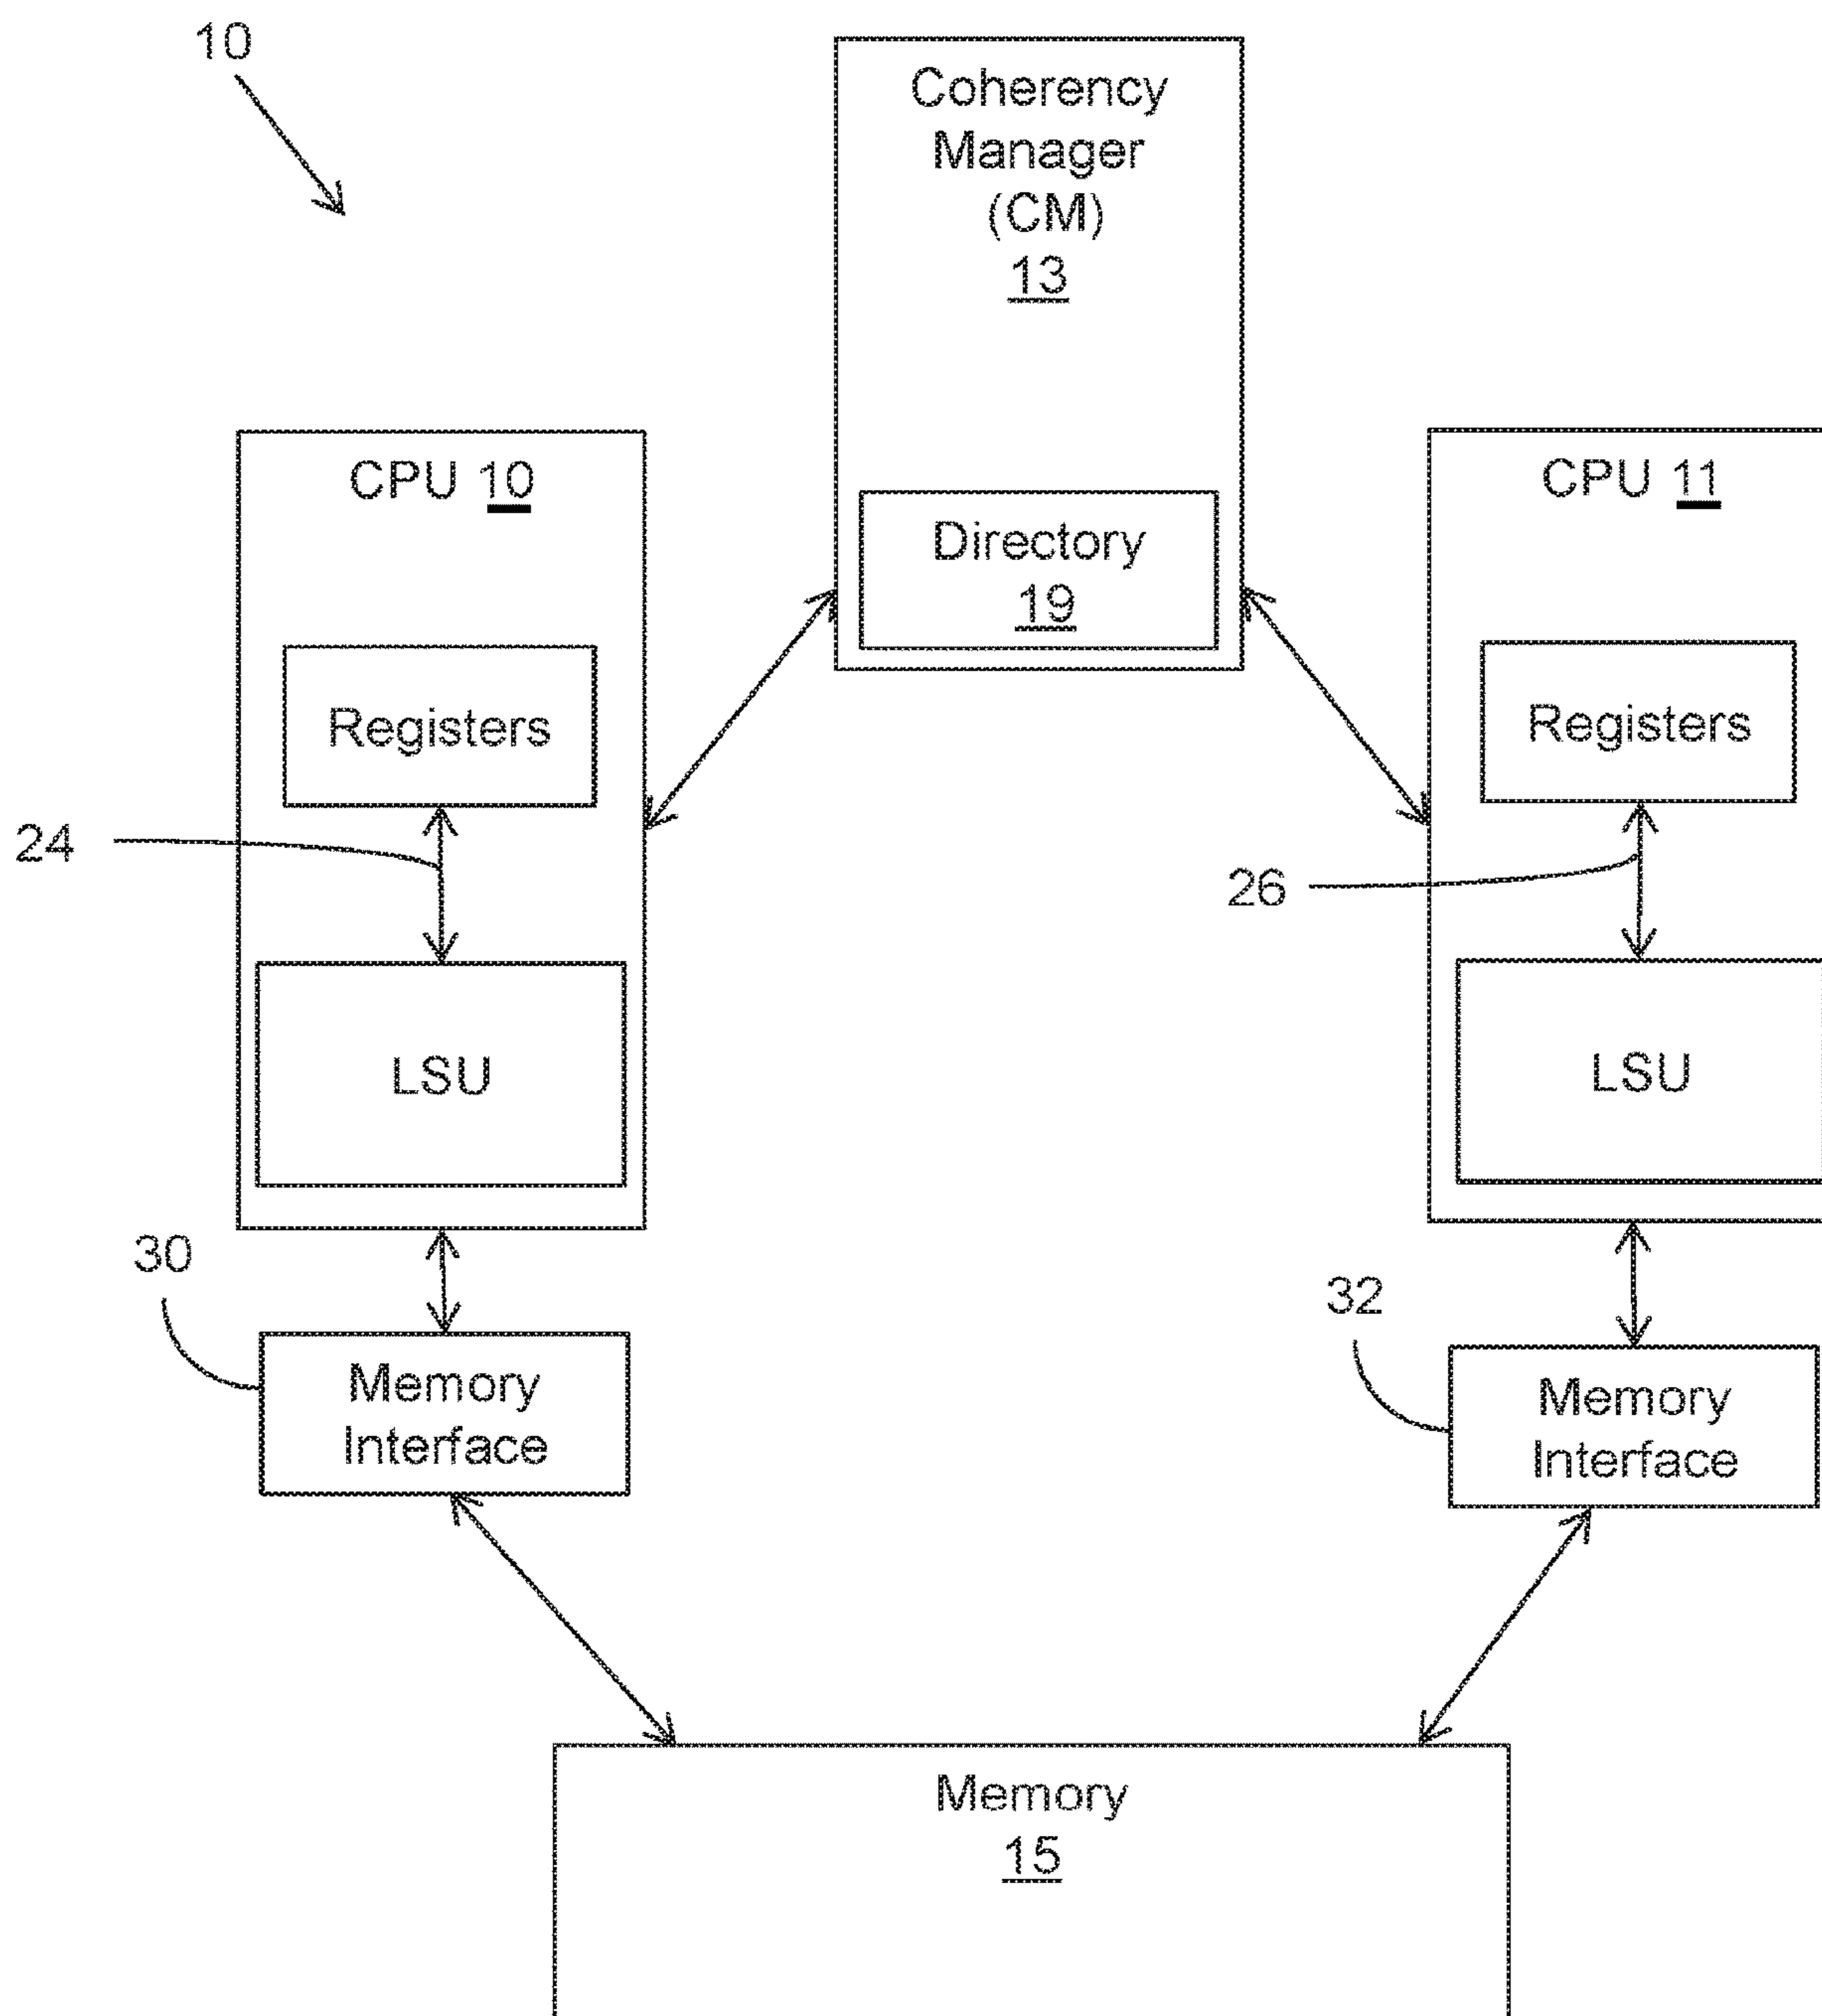 10
Coherency
Manager
(CM)
13
CPU 10
CPU 11
Directory
19
Registers
Registers
24
26
LSU
LSU
30
32
Memory
Interface
Memory
Interface
Memory
15